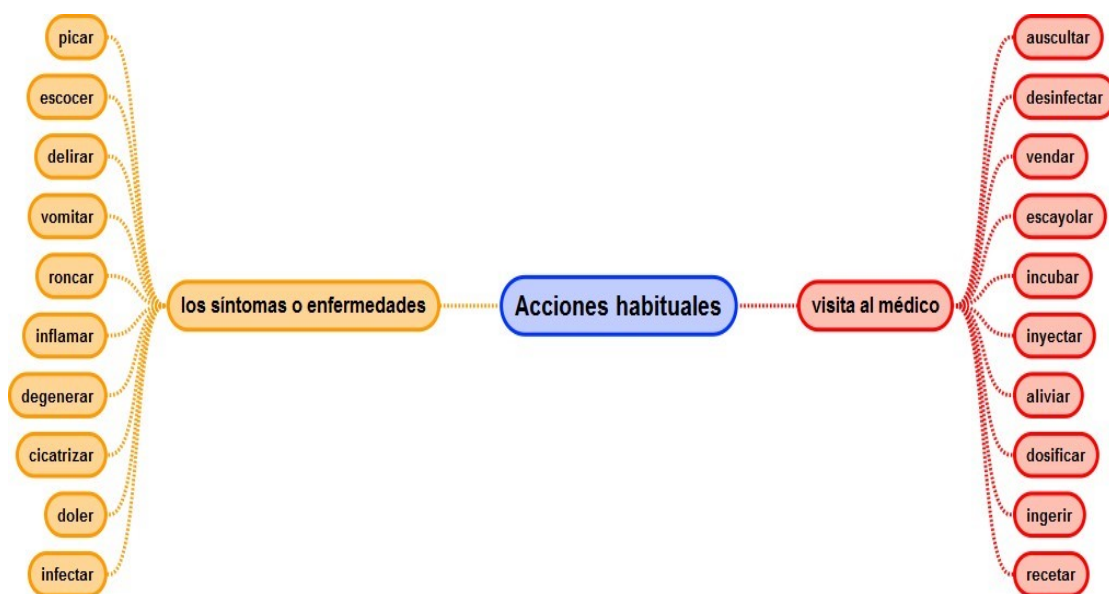 picar
escocer
delirar
vomitar
roncar
inflamar
degenerar
cicatrizar
doler
infectar
los síntomas o enfermedades
Acciones habituales
visita al médico
auscultar
desinfectar
vendar
escayolar
incubar
inyectar
aliviar
dosificar
ingerir
recetar